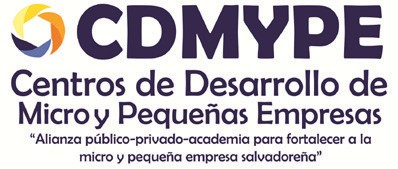 CDMYPE
Centros de Desarrollo de
Micro y Pequeñas Empresas
“Alianza público-privado-academia para fortalecer a la
micro y pequeña empresa salvadoreña”